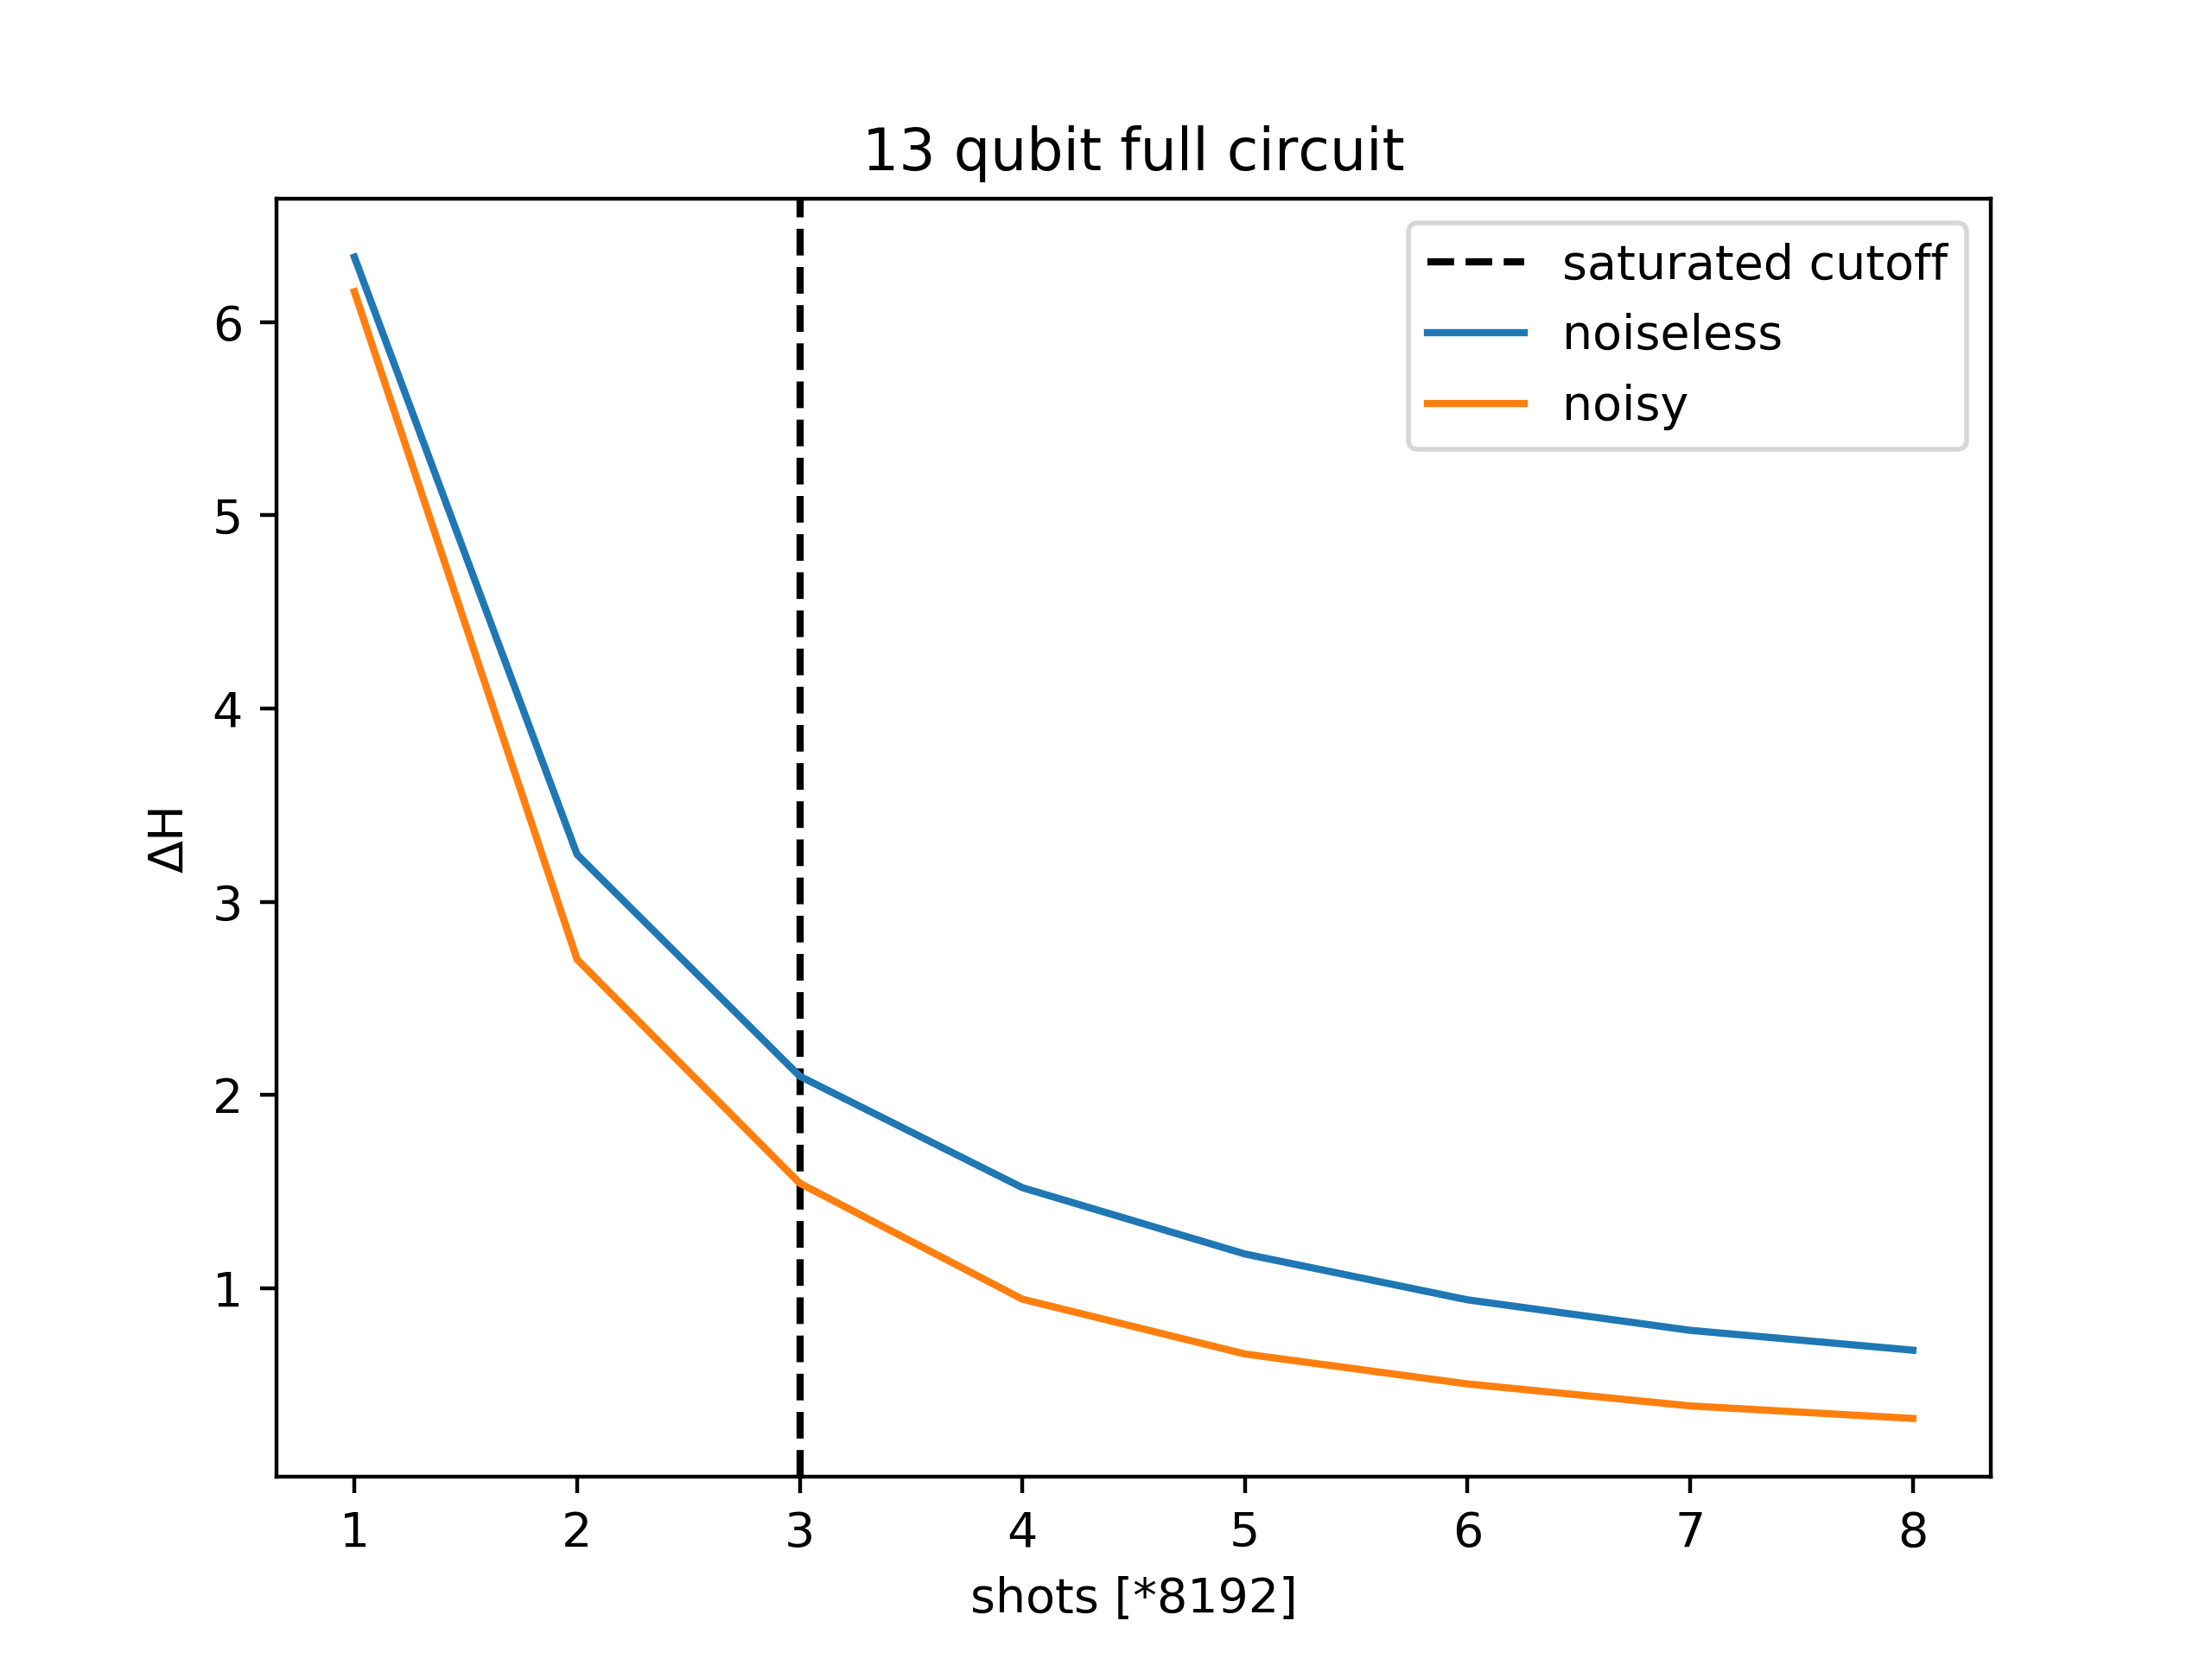 13 qubit full circuit
saturated cutoff
noiseless
noisy
6
5
4
3
2
1
ΔH
1 2 3 4 5 6 7 8
shots [*8192]